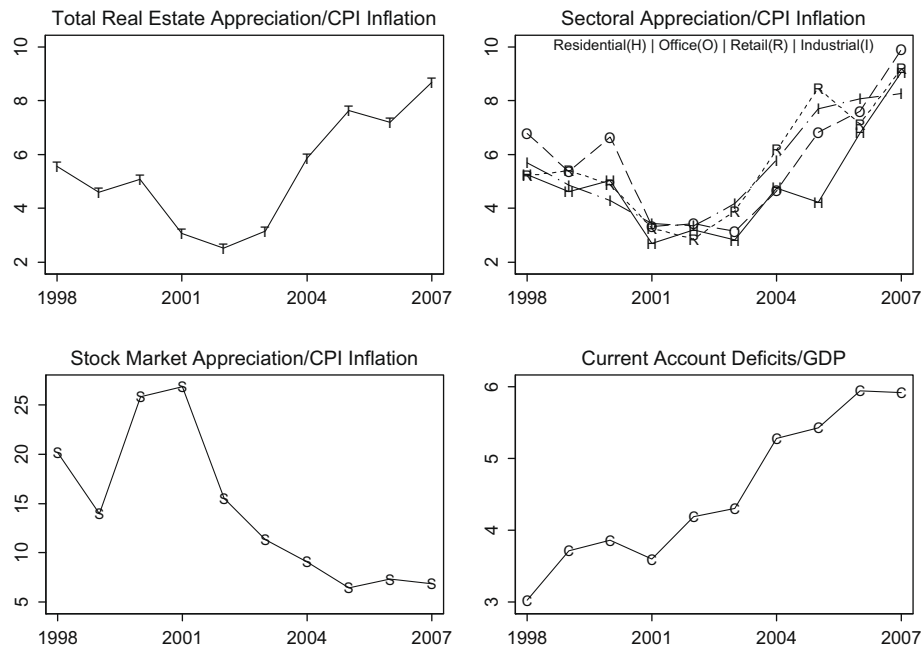 Total Real Estate Appreciation/CPI Inflation
10
8
6
4
2
1998 2001 2004 2007
Sectoral Appreciation/CPI Inflation
Residential(H) | Office(O) | Retail(R) | Industrial(I)
10
8
6
4
2
1998 2001 2004 2007
Stock Market Appreciation/CPI Inflation
25
20
15
10
5
1998 2001 2004 2007
Current Account Deficits/GDP
6
5
4
3
1998 2001 2004 2007